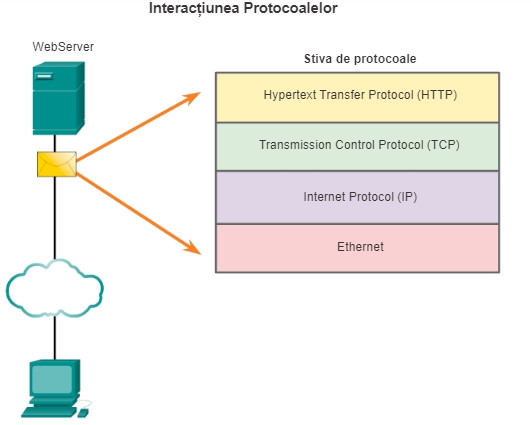 Interacțiunea Protocoalelor
WebServer
Stiva de protocoale
Hypertext Transfer Protocol (HTTP)
Transmission Control Protocol (TCP)
Internet Protocol (IP)
Ethernet